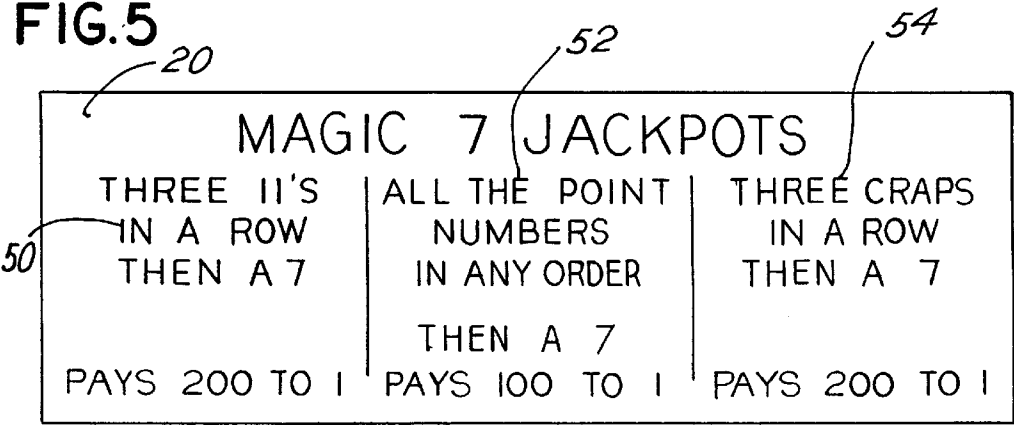 FIG.5
20
52
54
MAGIC 7 JACKPOTS
THREE 11'S
IN A ROW
THEN A 7
PAYS 200 TO 1
50
ALL THE POINT
NUMBERS
IN ANY ORDER
THEN A 7
PAYS 100 TO 1
THREE CRAPS
IN A ROW
THEN A 7
PAYS 200 TO 1